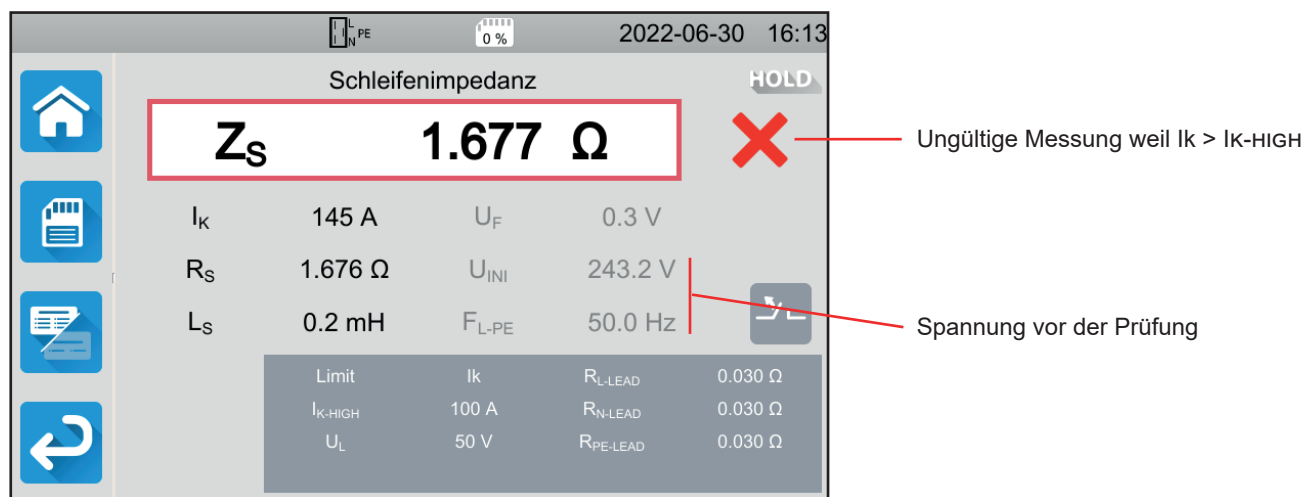 L N PE 0 % 2022-06-30 16:13
Schleifenimpedanz HOLD
ZS 1.677 Ω
Ungültige Messung weil Ik > IK-HIGH
IK 145 A UF 0.3 V
RS 1.676 Ω UINI 243.2 V
LS 0.2 mH FL-PE 50.0 Hz
Spannung vor der Prüfung
Limit Ik RL-LEAD 0.030 Ω
IK-HIGH 100 A RN-LEAD 0.030 Ω
UL 50 V RPE-LEAD 0.030 Ω